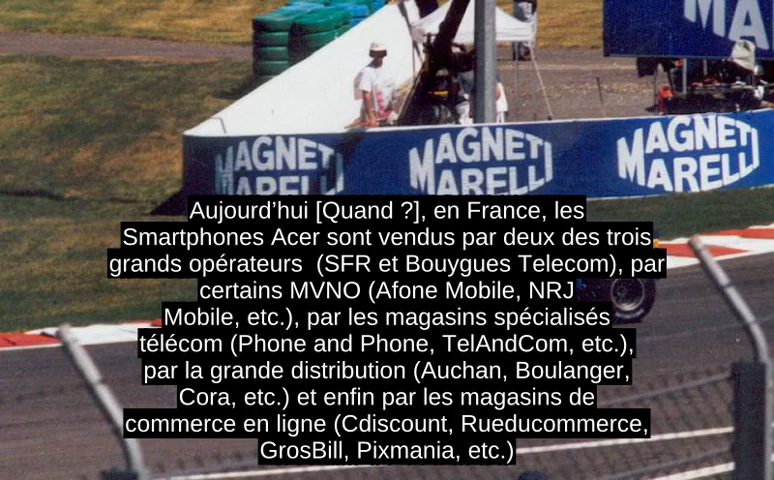 MA
MAGNETI
MARELLI
MAGNETI
MARELLI
MAGNETI
MARELLI
Aujourd’hui [Quand ?], en France, les
Smartphones Acer sont vendus par deux des trois
grands opérateurs  (SFR et Bouygues Telecom), par
certains MVNO (Afone Mobile, NRJ
Mobile, etc.), par les magasins spécialisés
télécom (Phone and Phone, TelAndCom, etc.),
par la grande distribution (Auchan, Boulanger,
Cora, etc.) et enfin par les magasins de
commerce en ligne (Cdiscount, Rueducommerce,
GrosBill, Pixmania, etc.)